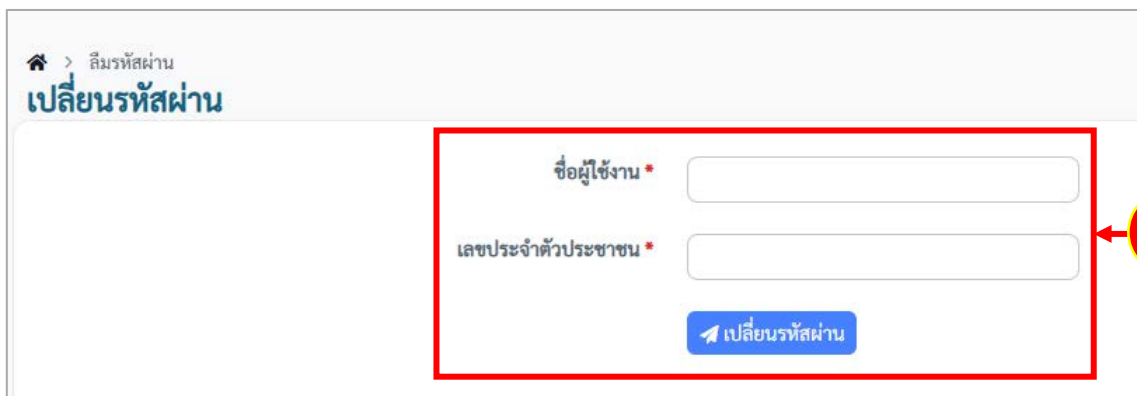 > ลืมรหัสผ่าน
เปลี่ยนรหัสผ่าน
ชื่อผู้ใช้งาน *
เลขประจำตัวประชาชน *
เปลี่ยนรหัสผ่าน